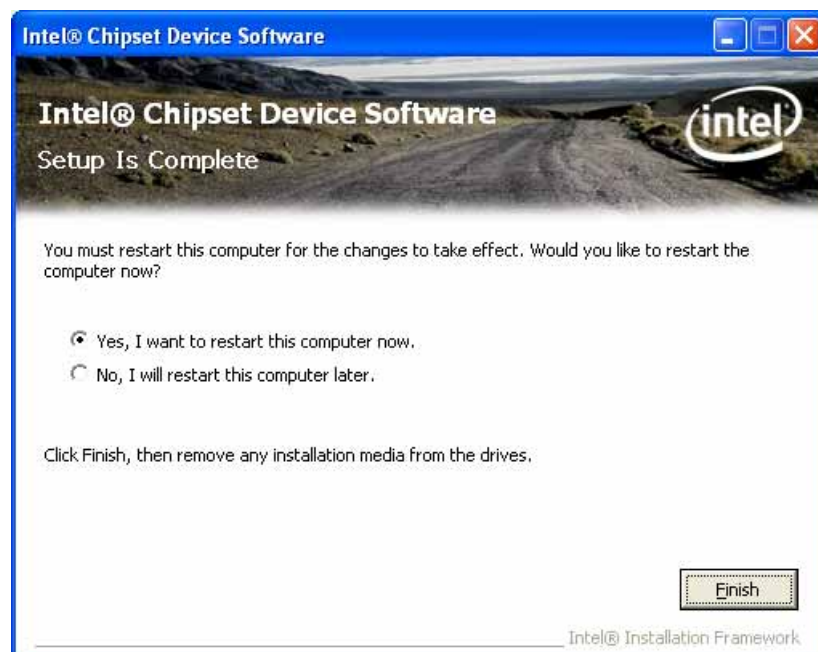 Intel® Chipset Device Software
Intel® Chipset Device Software
intel
Setup Is Complete
You must restart this computer for the changes to take effect. Would you like to restart the
computer now?
Yes, I want to restart this computer now.
No, I will restart this computer later.
Click Finish, then remove any installation media from the drives.
Finish
Intel® Installation Framework